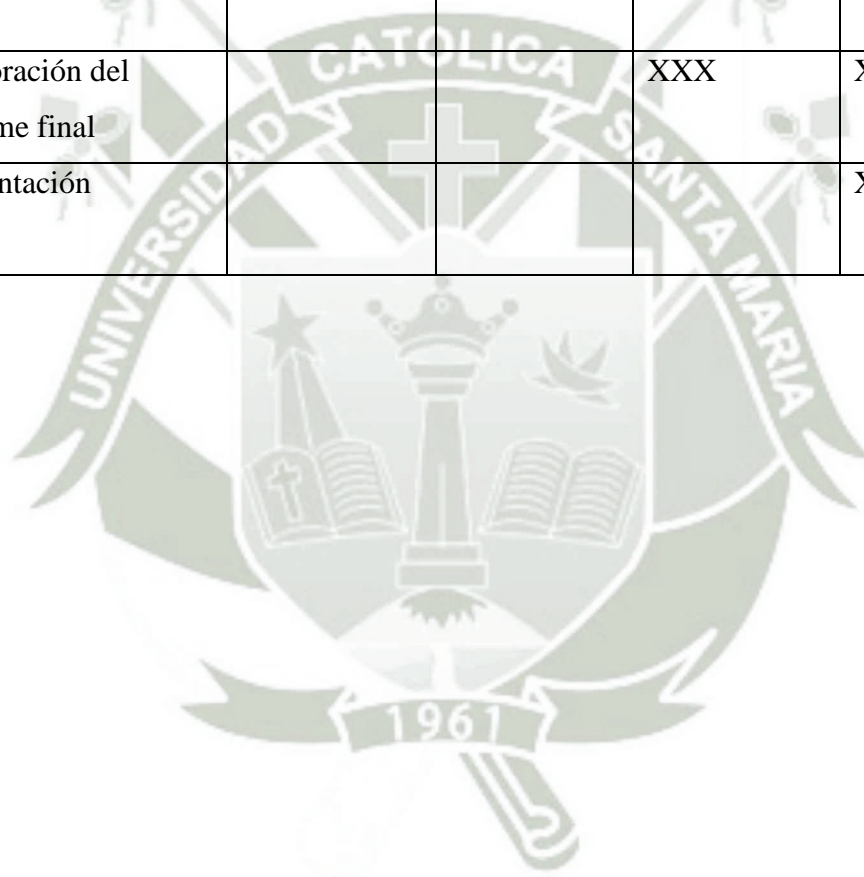 CATOLICA
UNIVERSIDAD
SANTA MARIA
oración del XXX X
me final
ntación X
1961